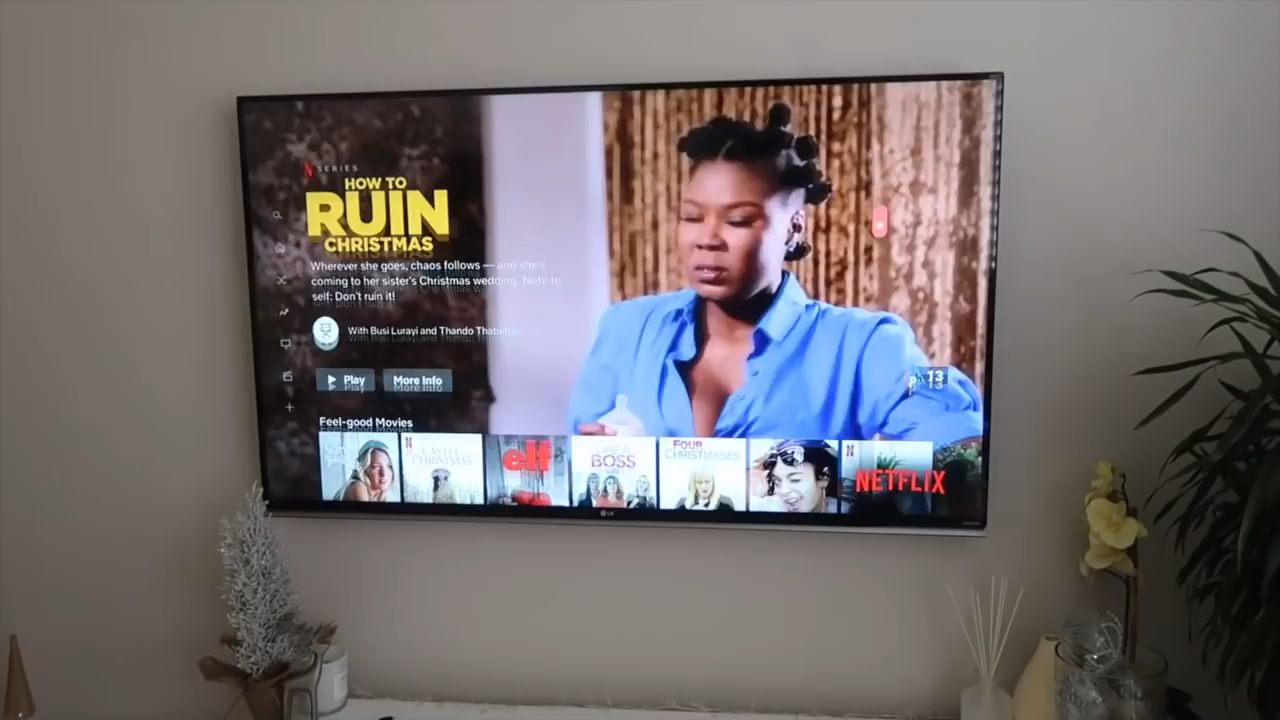 N SERIES
HOW TO
RUIN
CHRISTMAS
Wherever she goes, chaos follows — and she's
coming to her sister's Christmas wedding. Note to
self: Don't ruin it!
With Busi Lurayi and Thando Thabethe
Play
More Info
13
Feel-good Movies
CASTLE
CHRISTMAS
elf
LIKE A
BOSS
FOUR
CHRISTMASES
NETFLIX
LG